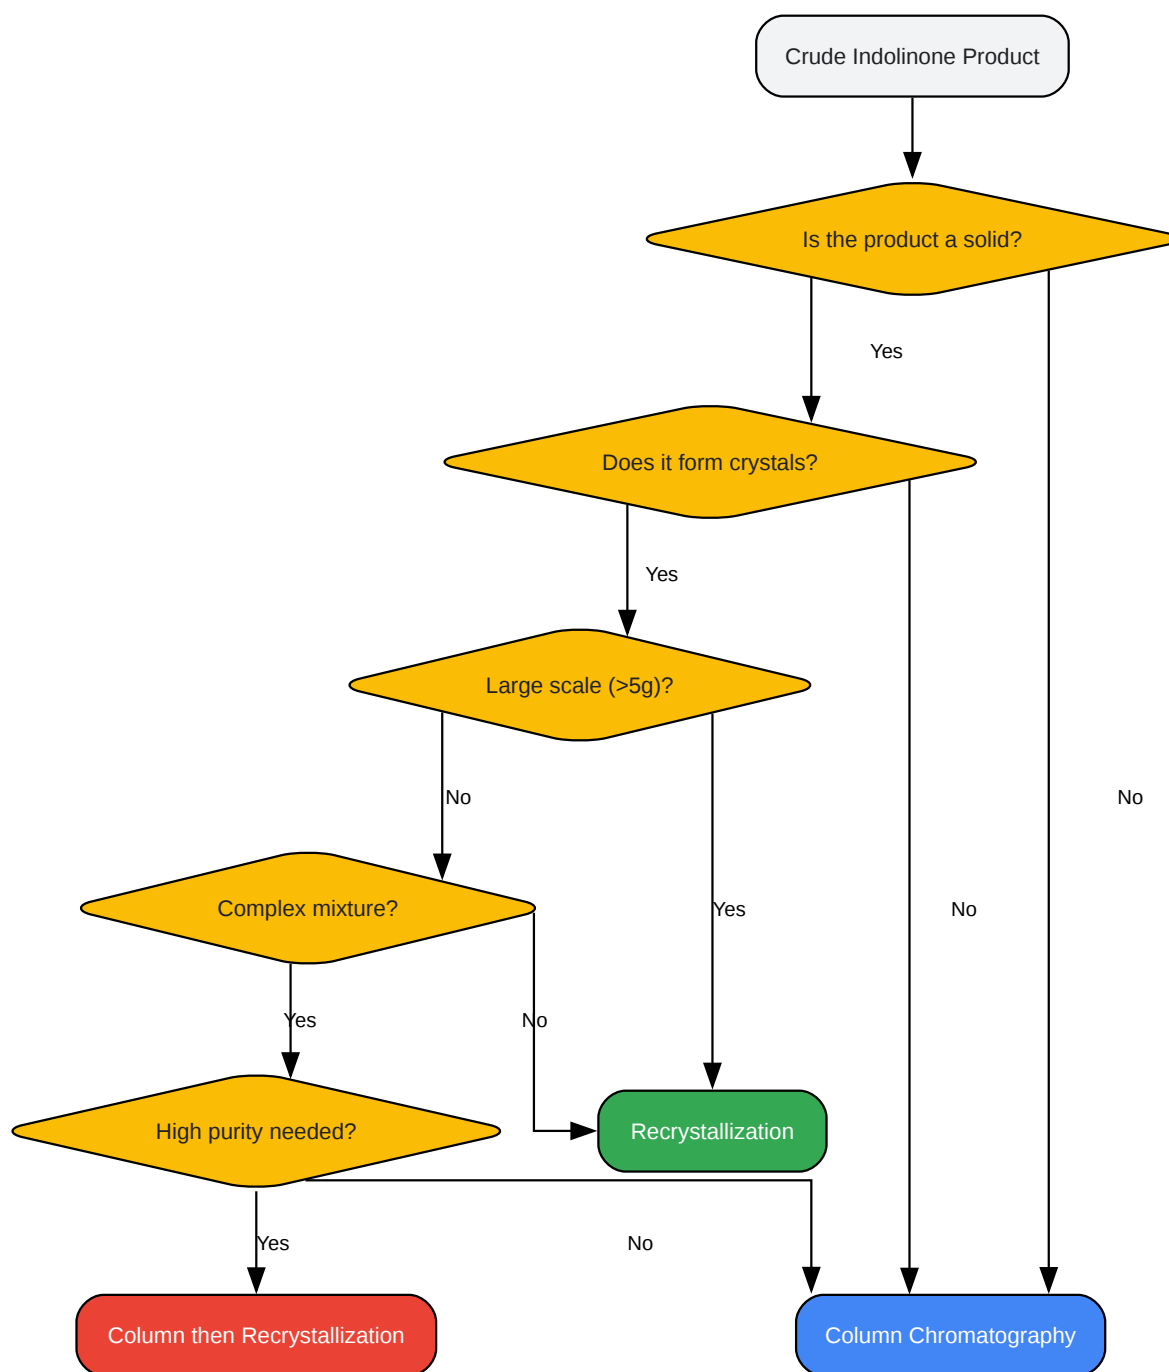 Crude Indolinone Product
Is the product a solid?
Yes
Does it form crystals?
Yes
Large scale (>5g)?
No
No
Complex mixture?
Yes
No
Yes
No
High purity needed?
Recrystallization
Yes
No
Column then Recrystallization
Column Chromatography